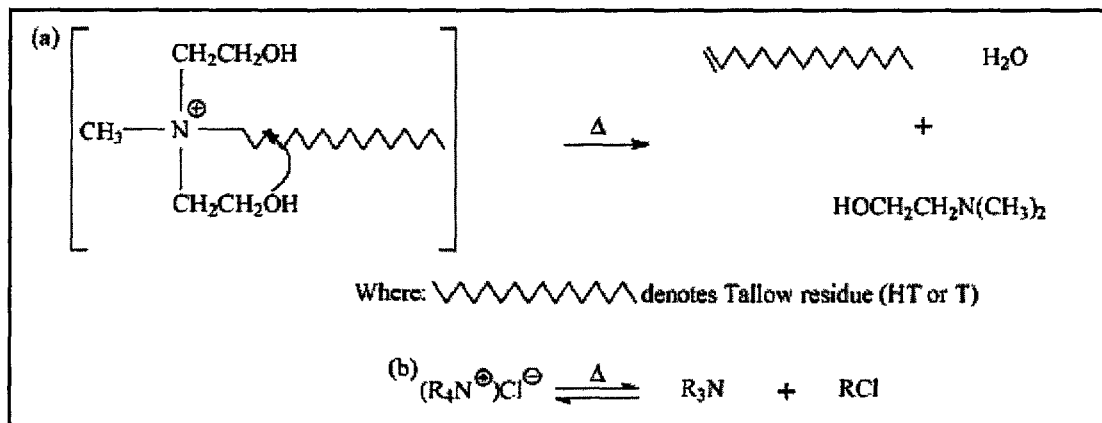 (a)
CH₂CH₂OH
H₂O
CH₃ N ⊕
Δ
+
CH₂CH₂OH
HOCH₂CH₂N(CH₃)₂
Where: denotes Tallow residue (HT or T)
(b) (R₄N⊕)Cl⊖ Δ R₃N + RCl